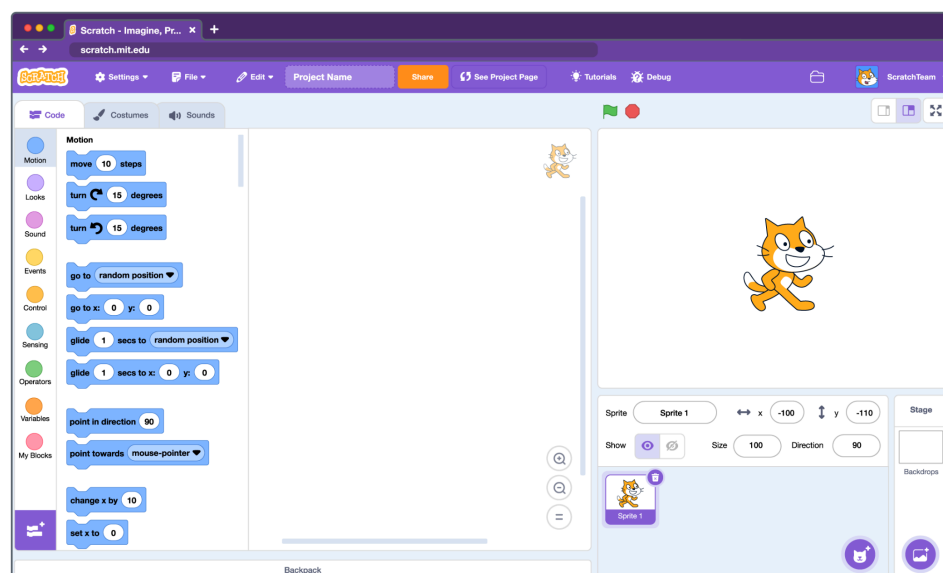 Scratch - Imagine, Pr...
scratch.mit.edu
SCRATCH
Settings
File
Edit
Project Name
Share
See Project Page
Tutorials
Debug
ScratchTeam
Code
Costumes
Sounds
Motion
Looks
Sound
Events
Control
Sensing
Operators
Variables
My Blocks
Motion
move 10 steps
turn 15 degrees
turn 15 degrees
go to random position
go to x: 0 y: 0
glide 1 secs to random position
glide 1 secs to x: 0 y: 0
point in direction 90
point towards mouse-pointer
change x by 10
set x to 0
Backpack
Sprite Sprite 1 x -100 y -110
Show Size 100 Direction 90
Sprite 1
Stage
Backdrops